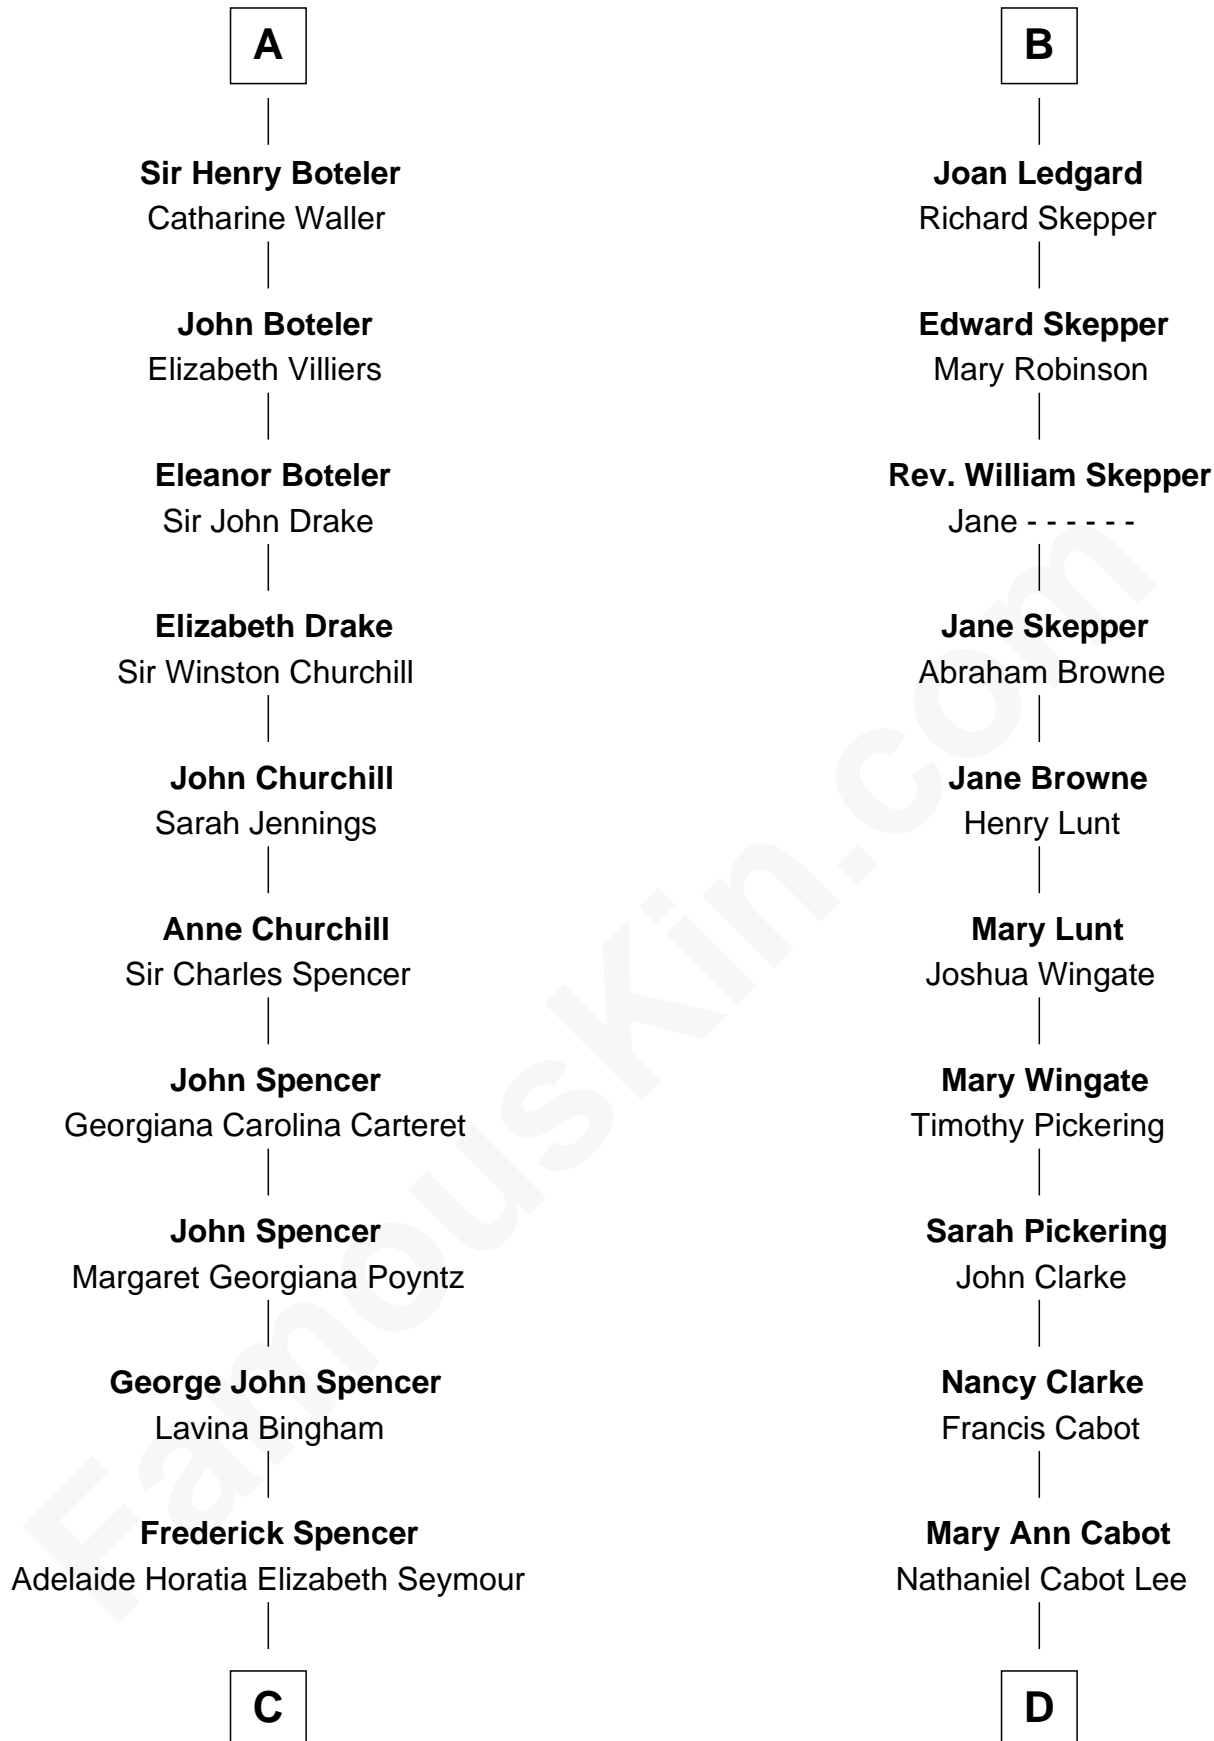 A
Sir Henry Boteler
Catharine Waller
John Boteler
Elizabeth Villiers
Eleanor Boteler
Sir John Drake
Elizabeth Drake
Sir Winston Churchill
John Churchill
Sarah Jennings
Anne Churchill
Sir Charles Spencer
John Spencer
Georgiana Carolina Carteret
John Spencer
Margaret Georgiana Poyntz
George John Spencer
Lavina Bingham
Frederick Spencer
Adelaide Horatia Elizabeth Seymour
C
B
Joan Ledgard
Richard Skepper
Edward Skepper
Mary Robinson
Rev. William Skepper
Jane - - - - - -
Jane Skepper
Abraham Browne
Jane Browne
Henry Lunt
Mary Lunt
Joshua Wingate
Mary Wingate
Timothy Pickering
Sarah Pickering
John Clarke
Nancy Clarke
Francis Cabot
Mary Ann Cabot
Nathaniel Cabot Lee
D
FamousKin.com